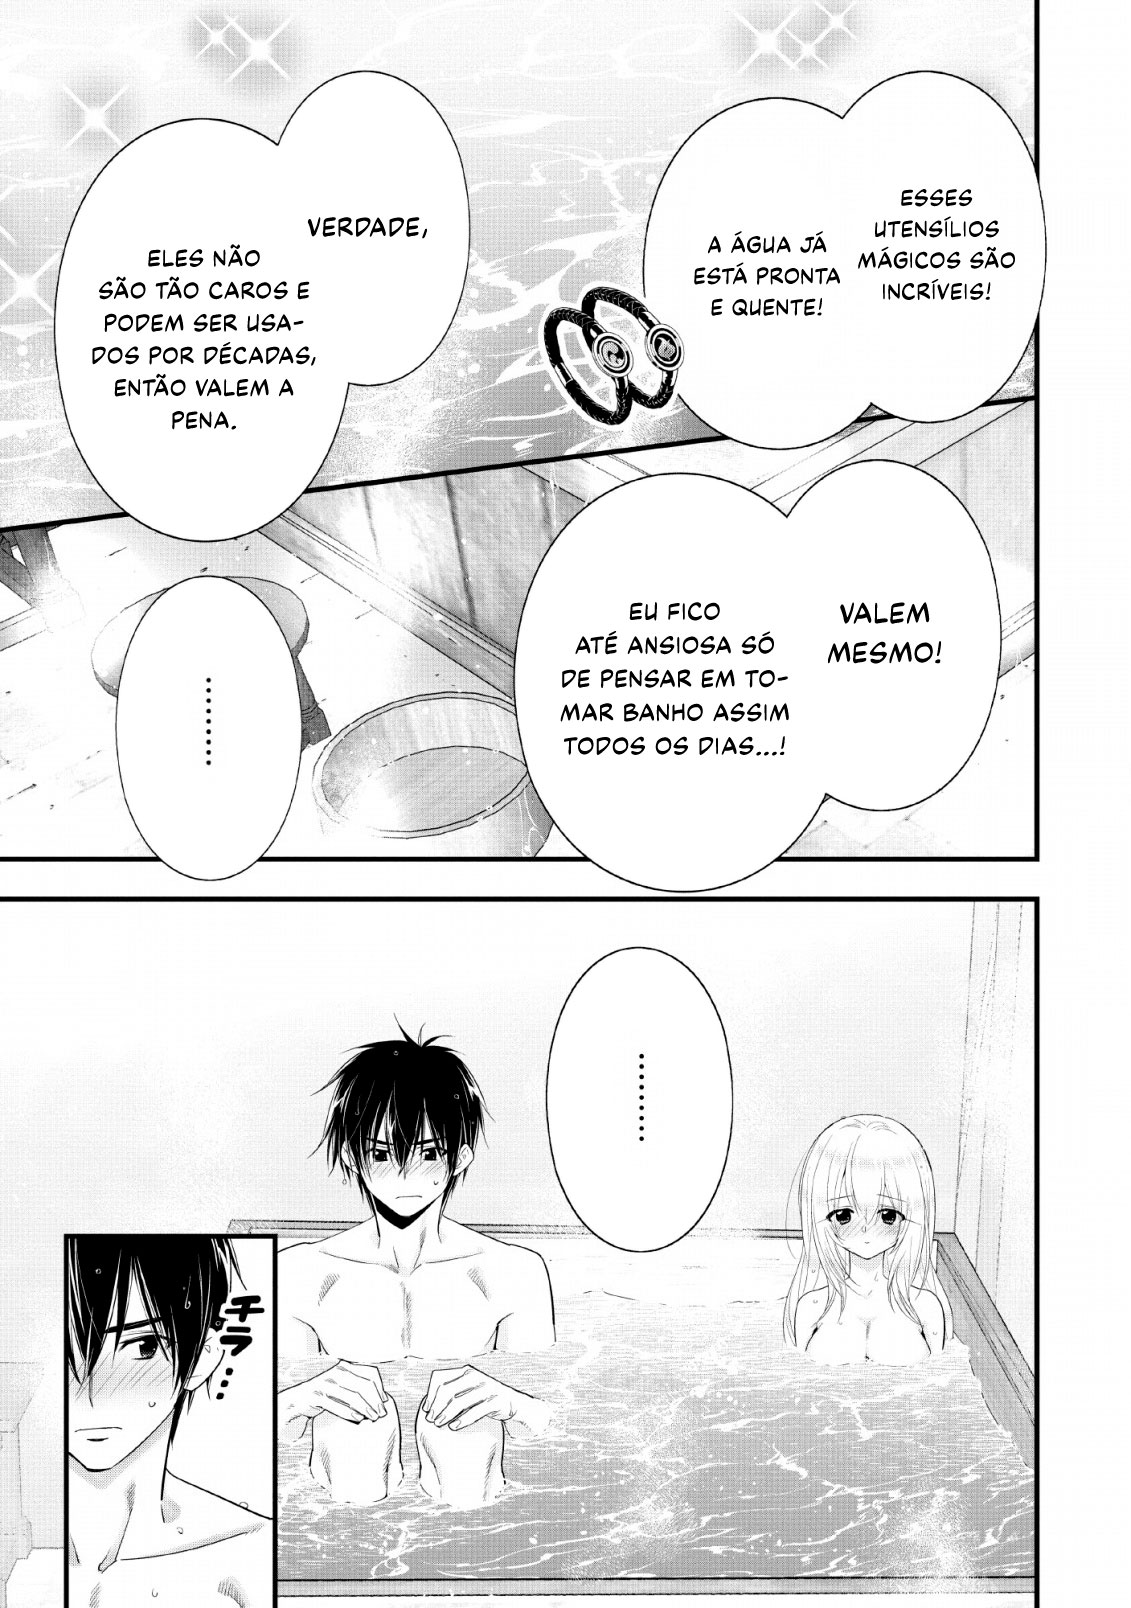 ESSES
UTENSÍLIOS
MÁGICOS SÃO
INCRÍVEIS!
A ÁGUA JÁ
ESTÁ PRONTA
E QUENTE!
VERDADE,
ELES NÃO
SÃO TÃO CAROS E
PODEM SER USA-
DOS POR DÉCADAS,
ENTÃO VALEM A
PENA.
VALEM
MESMO!
EU FICO
ATÉ ANSIOSA SÓ
DE PENSAR EM TO-
MAR BANHO ASSIM
TODOS OS DIAS...!
........
.........
チラ…